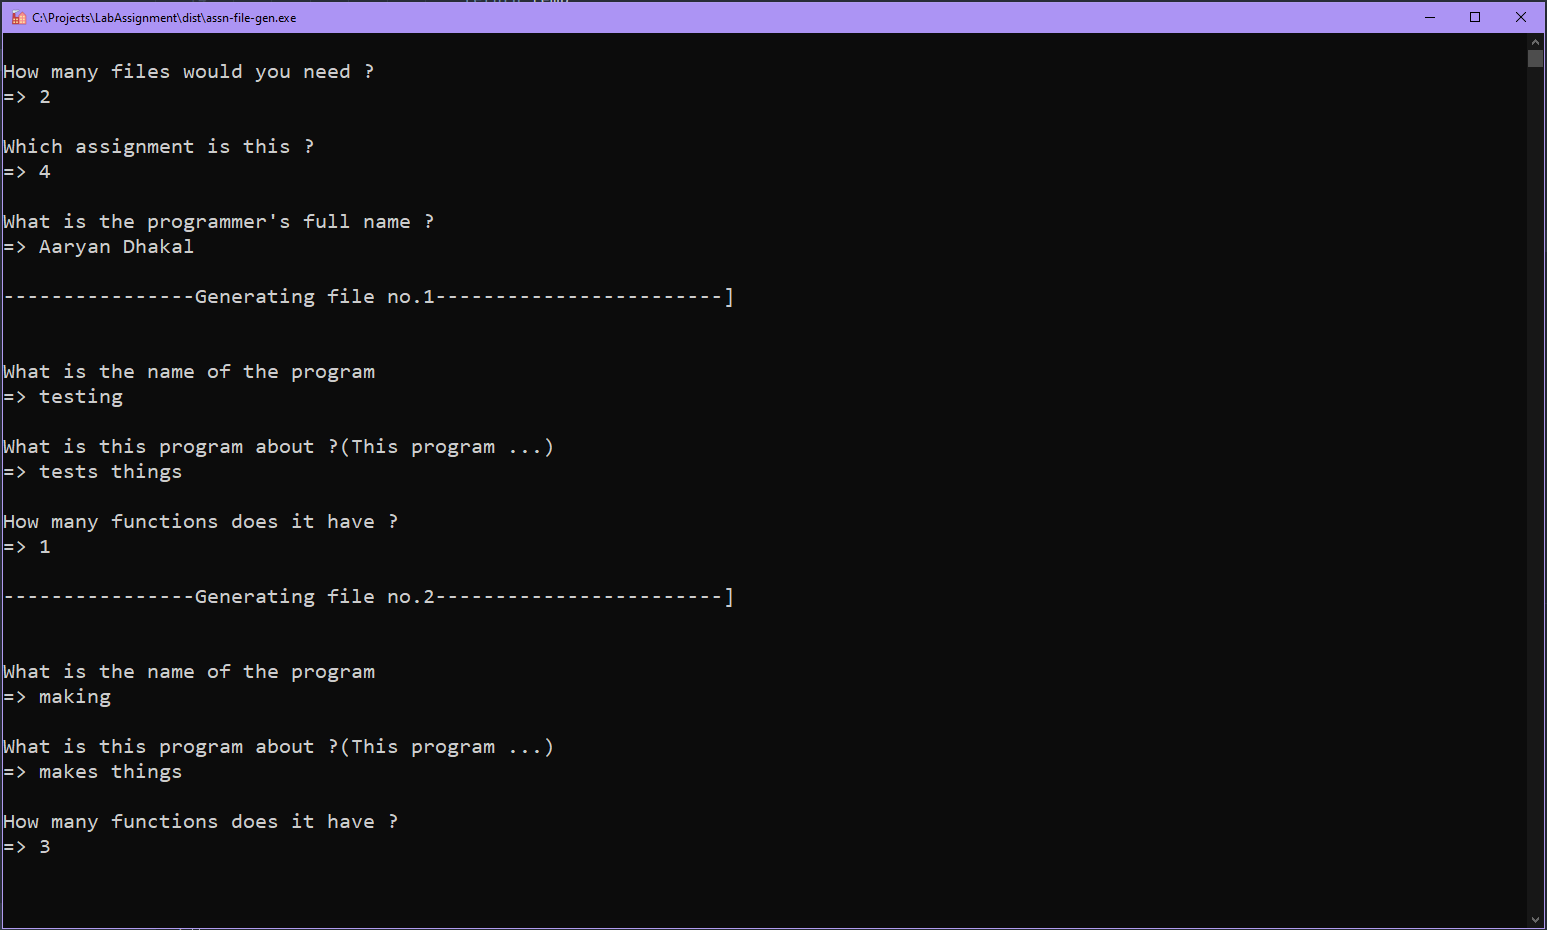 C:\Projects\LabAssignment\dist\assn-file-gen.exe
How many files would you need ?
=> 2
Which assignment is this ?
=> 4
What is the programmer's full name ?
=> Aaryan Dhakal
----------------Generating file no.1------------------------]
What is the name of the program
=> testing
What is this program about ?(This program ...)
=> tests things
How many functions does it have ?
=> 1
----------------Generating file no.2------------------------]
What is the name of the program
=> making
What is this program about ?(This program ...)
=> makes things
How many functions does it have ?
=> 3